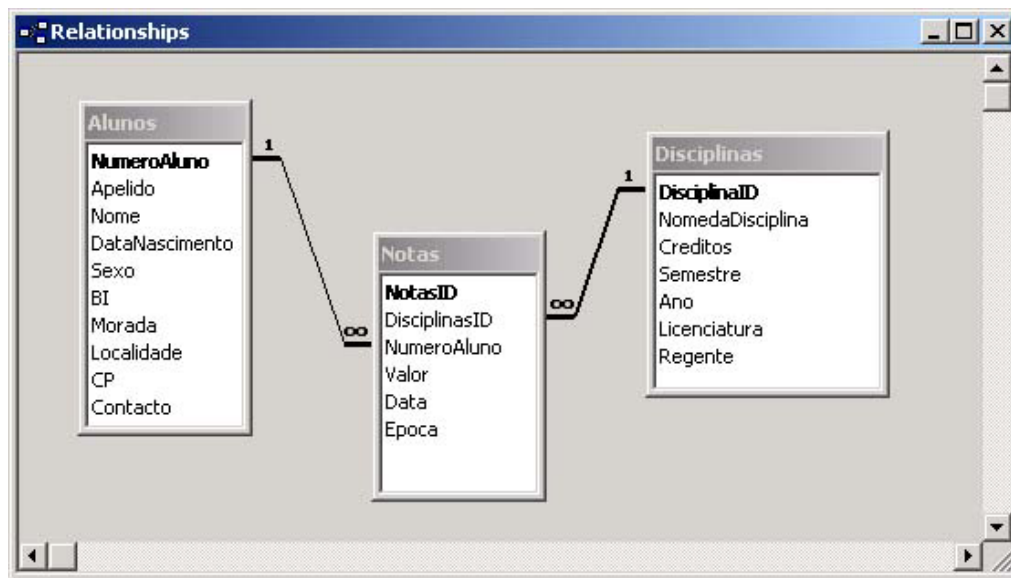 Relationships
Alunos
NumeroAluno
Apelido
Nome
DataNascimento
Sexo
BI
Morada
Localidade
CP
Contacto
1
∞
Notas
NotasID
DisciplinasID
NumeroAluno
Valor
Data
Epoca
∞
1
Disciplinas
DisciplinaID
NomedaDisciplina
Creditos
Semestre
Ano
Licenciatura
Regente